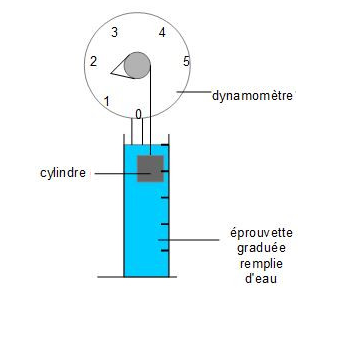 3 4
2 5
1
0
dynamomètre
cylindre
éprouvette
graduée
remplie
d'eau